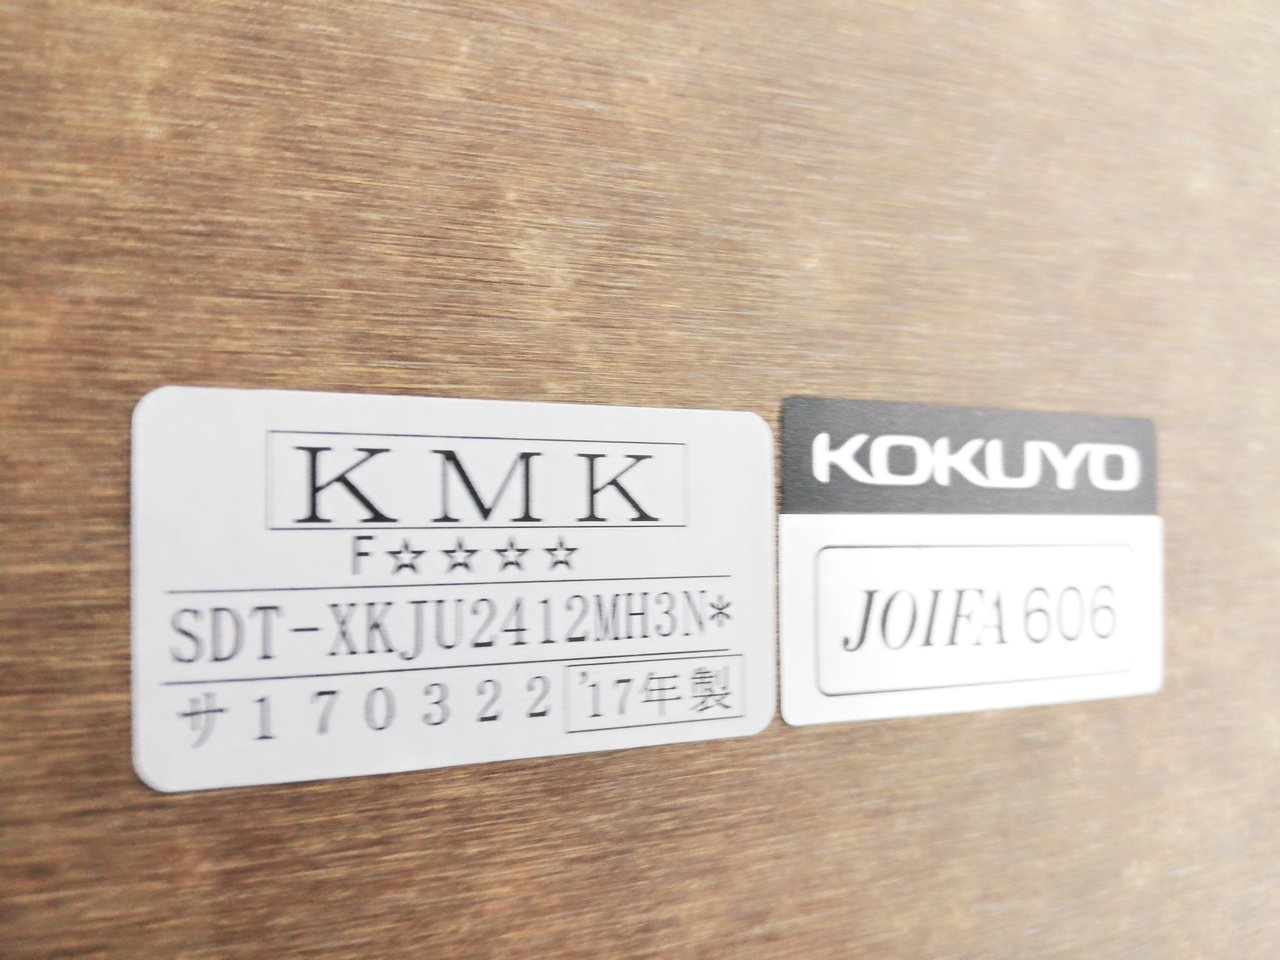 KMK
F☆☆☆☆
SDT-XKJU2412MH3N*
サ170322 '17年製
KOKUYO
JOIFA 606